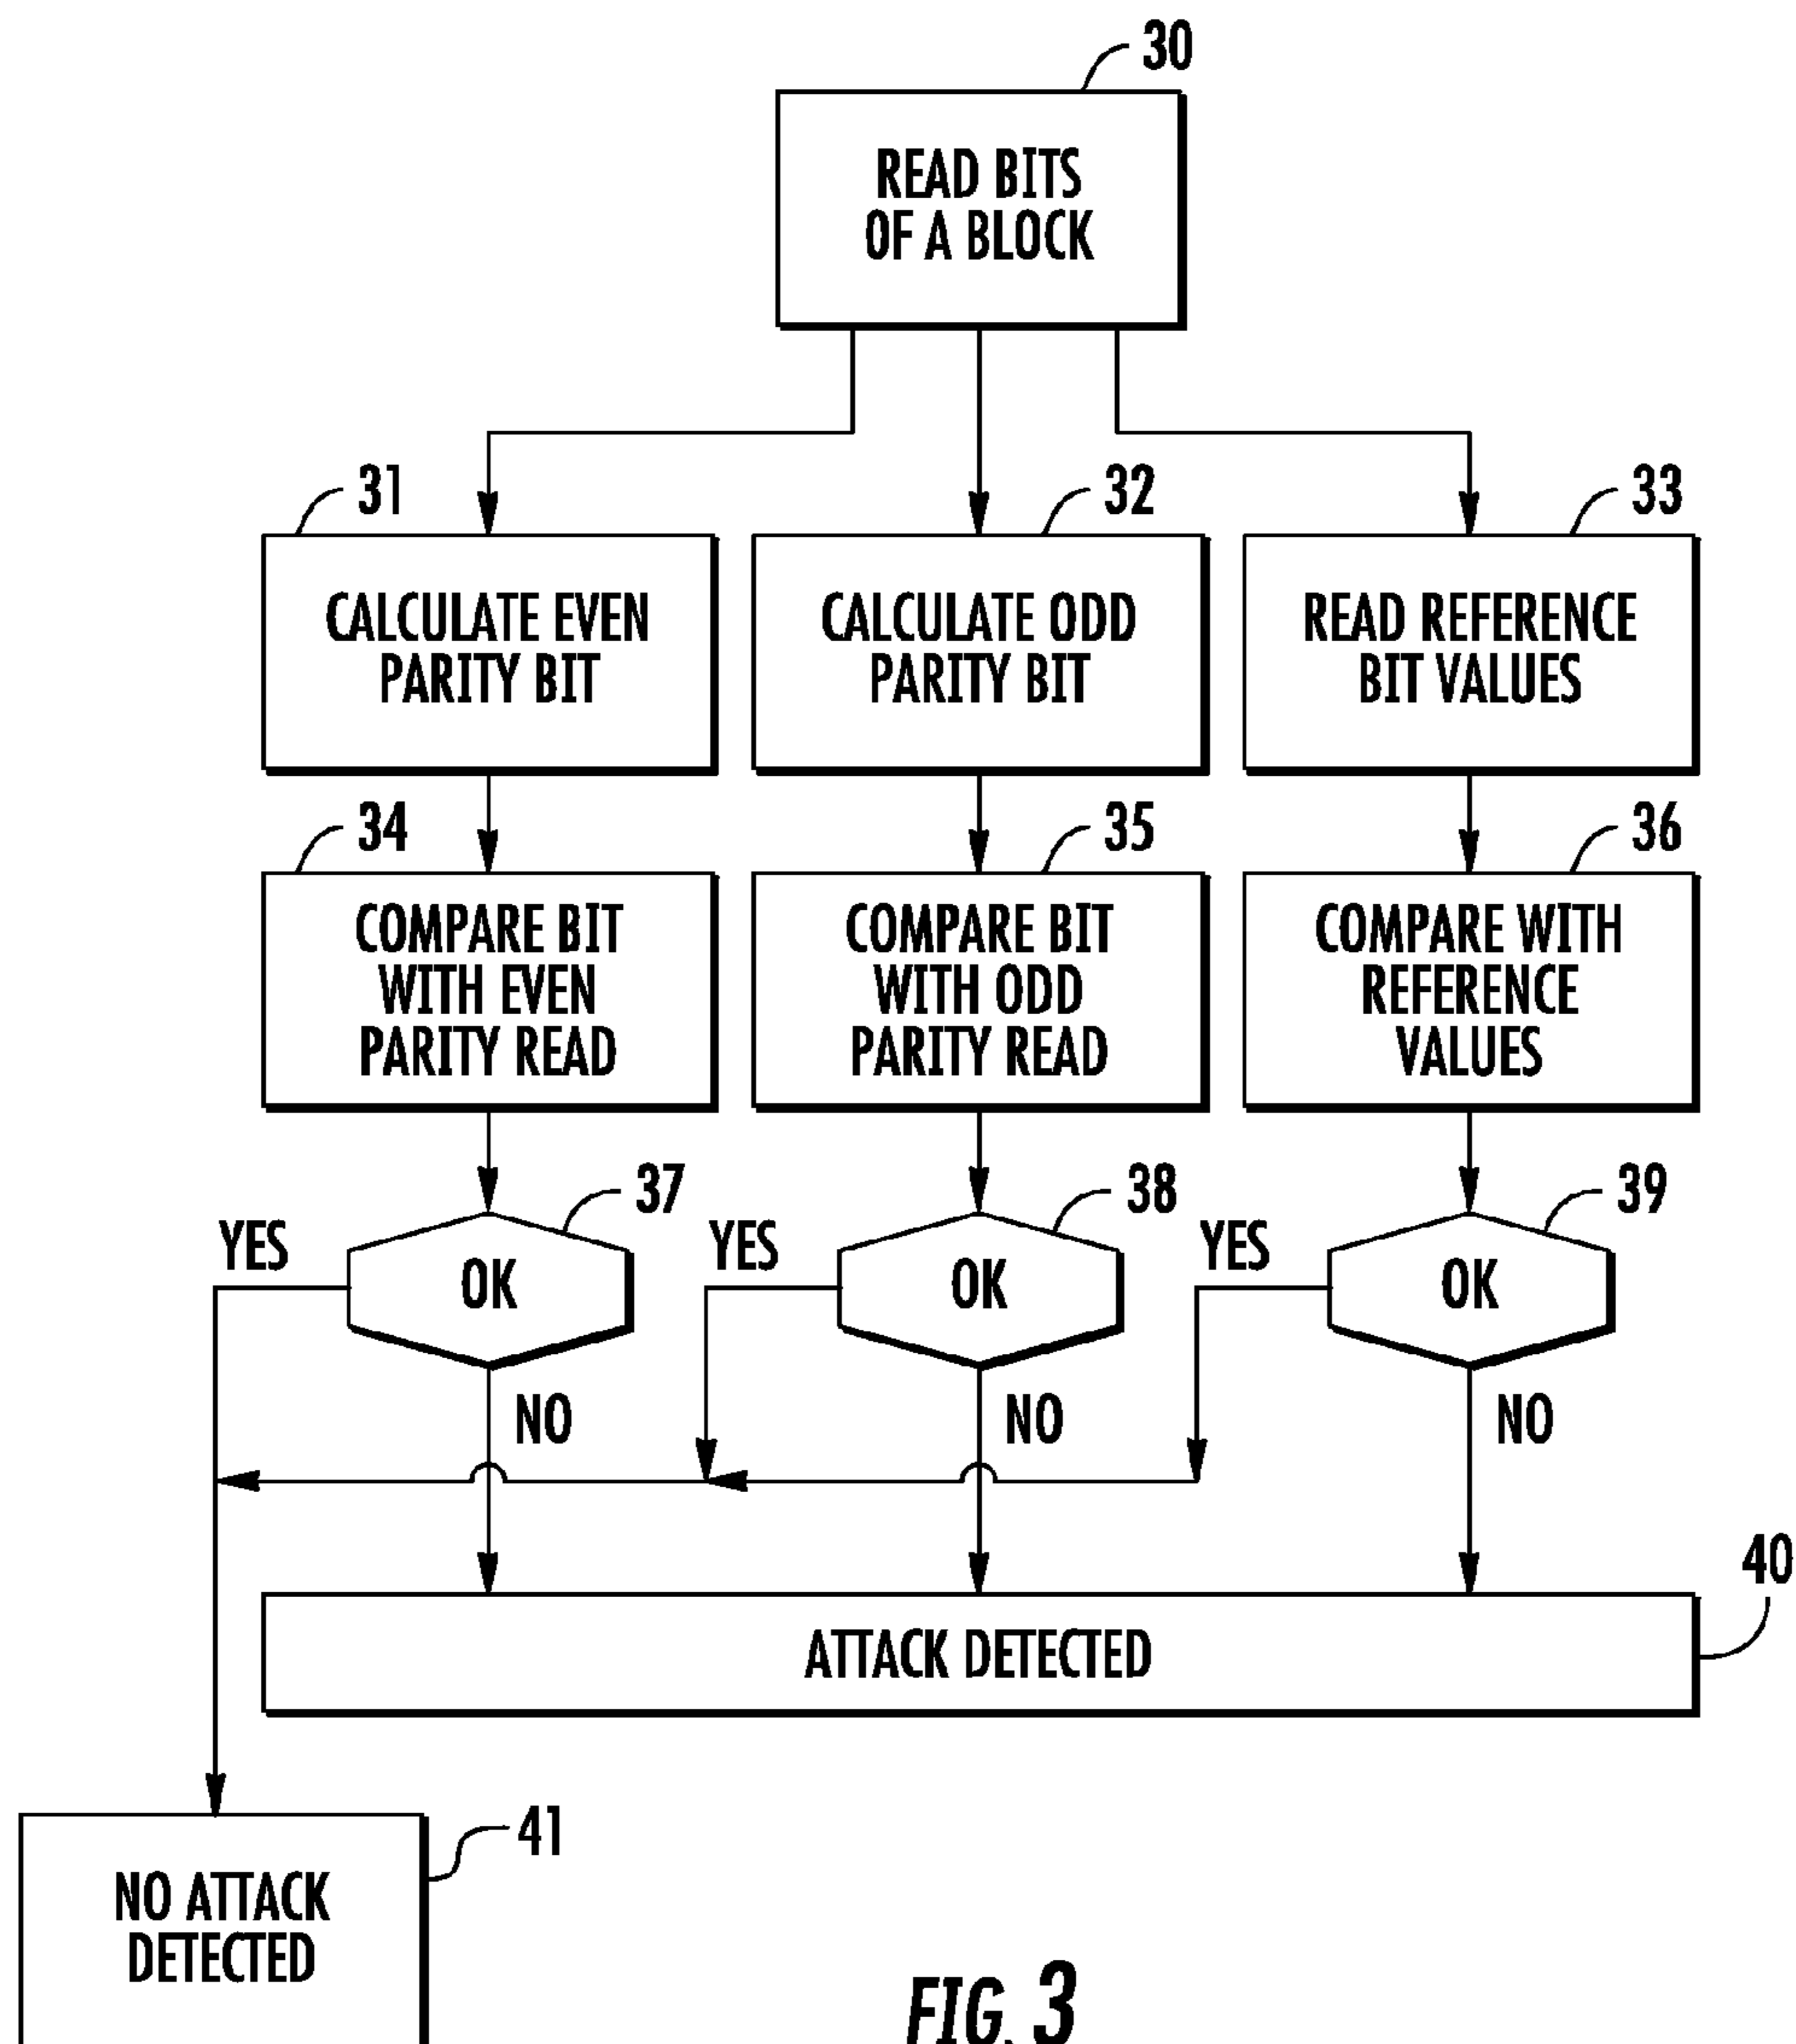 30
READ BITS
OF A BLOCK
31
32
33
CALCULATE EVEN
PARITY BIT
CALCULATE ODD
PARITY BIT
READ REFERENCE
BIT VALUES
34
35
36
COMPARE BIT
WITH EVEN
PARITY READ
COMPARE BIT
WITH ODD
PARITY READ
COMPARE WITH
REFERENCE
VALUES
37
38
39
YES
OK
YES
OK
YES
OK
NO
NO
NO
40
ATTACK DETECTED
41
NO ATTACK
DETECTED
FIG. 3